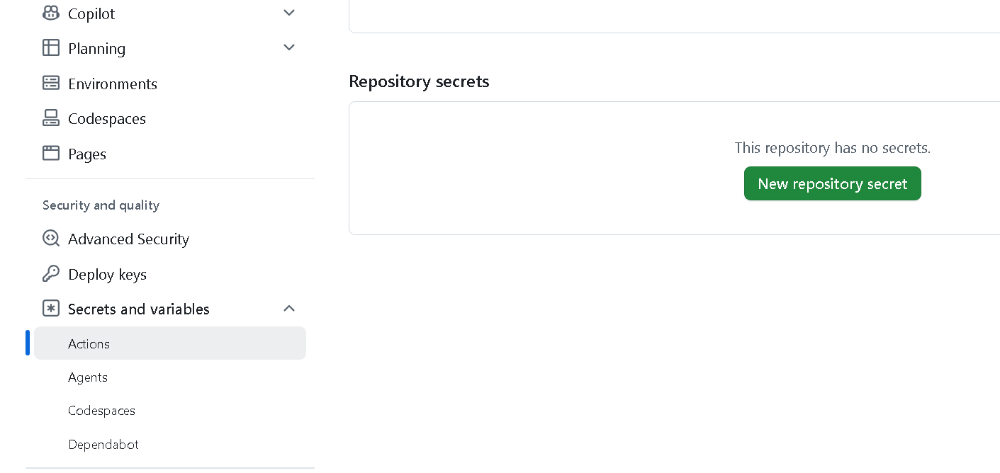 Copilot
Planning
Environments
Codespaces
Pages
Security and quality
Advanced Security
Deploy keys
Secrets and variables
Actions
Agents
Codespaces
Dependabot
Repository secrets
This repository has no secrets.
New repository secret